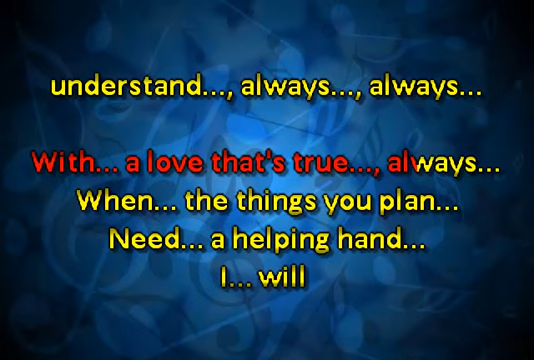 understand..., always..., always...
With... a love that's true..., always...
When... the things you plan...
Need... a helping hand...
I... will